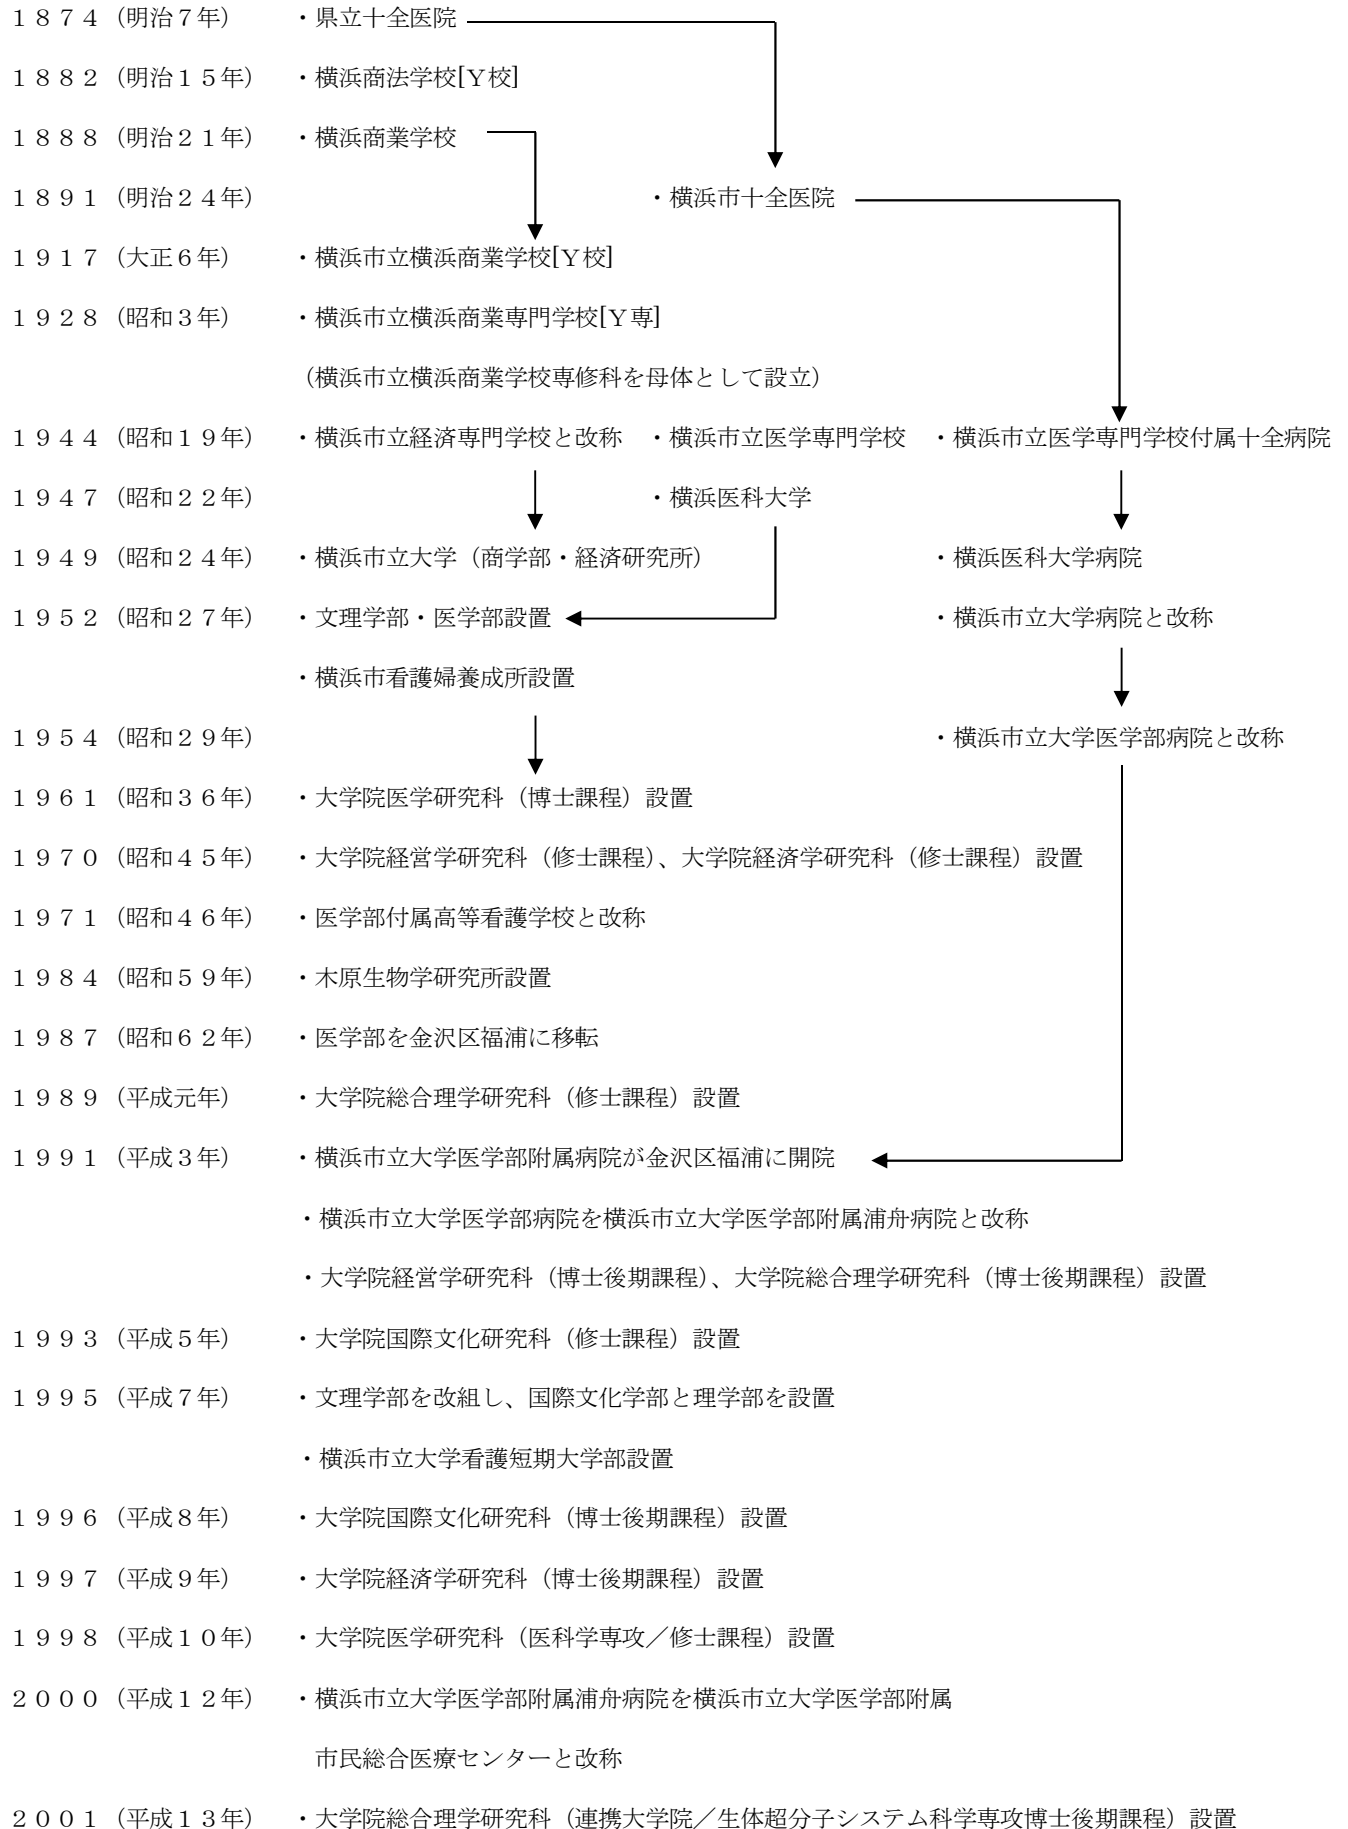 １８７４（明治７年）　・県立十全医院
１８８２（明治１５年）　・横浜商法学校[Ｙ校]
１８８８（明治２１年）　・横浜商業学校
１８９１（明治２４年）　・横浜市十全医院
１９１７（大正６年）　・横浜市立横浜商業学校[Ｙ校]
１９２８（昭和３年）　・横浜市立横浜商業専門学校[Ｙ専]
（横浜市立横浜商業学校専修科を母体として設立）
１９４４（昭和１９年）　・横浜市立経済専門学校と改称　・横浜市立医学専門学校　・横浜市立医学専門学校付属十全病院
１９４７（昭和２２年）　・横浜医科大学
１９４９（昭和２４年）　・横浜市立大学（商学部・経済研究所）　・横浜医科大学病院
１９５２（昭和２７年）　・文理学部・医学部設置　・横浜市立大学病院と改称
・横浜市看護婦養成所設置
１９５４（昭和２９年）　・横浜市立大学医学部病院と改称
１９６１（昭和３６年）　・大学院医学研究科（博士課程）設置
１９７０（昭和４５年）　・大学院経営学研究科（修士課程）、大学院経済学研究科（修士課程）設置
１９７１（昭和４６年）　・医学部付属高等看護学校と改称
１９８４（昭和５９年）　・木原生物学研究所設置
１９８７（昭和６２年）　・医学部を金沢区福浦に移転
１９８９（平成元年）　・大学院総合理学研究科（修士課程）設置
１９９１（平成３年）　・横浜市立大学医学部附属病院が金沢区福浦に開院
・横浜市立大学医学部病院を横浜市立大学医学部附属浦舟病院と改称
・大学院経営学研究科（博士後期課程）、大学院総合理学研究科（博士後期課程）設置
１９９３（平成５年）　・大学院国際文化研究科（修士課程）設置
１９９５（平成７年）　・文理学部を改組し、国際文化学部と理学部を設置
・横浜市立大学看護短期大学部設置
１９９６（平成８年）　・大学院国際文化研究科（博士後期課程）設置
１９９７（平成９年）　・大学院経済学研究科（博士後期課程）設置
１９９８（平成１０年）　・大学院医学研究科（医科学専攻／修士課程）設置
２０００（平成１２年）　・横浜市立大学医学部附属浦舟病院を横浜市立大学医学部附属
市民総合医療センターと改称
２００１（平成１３年）　・大学院総合理学研究科（連携大学院／生体超分子システム科学専攻博士後期課程）設置